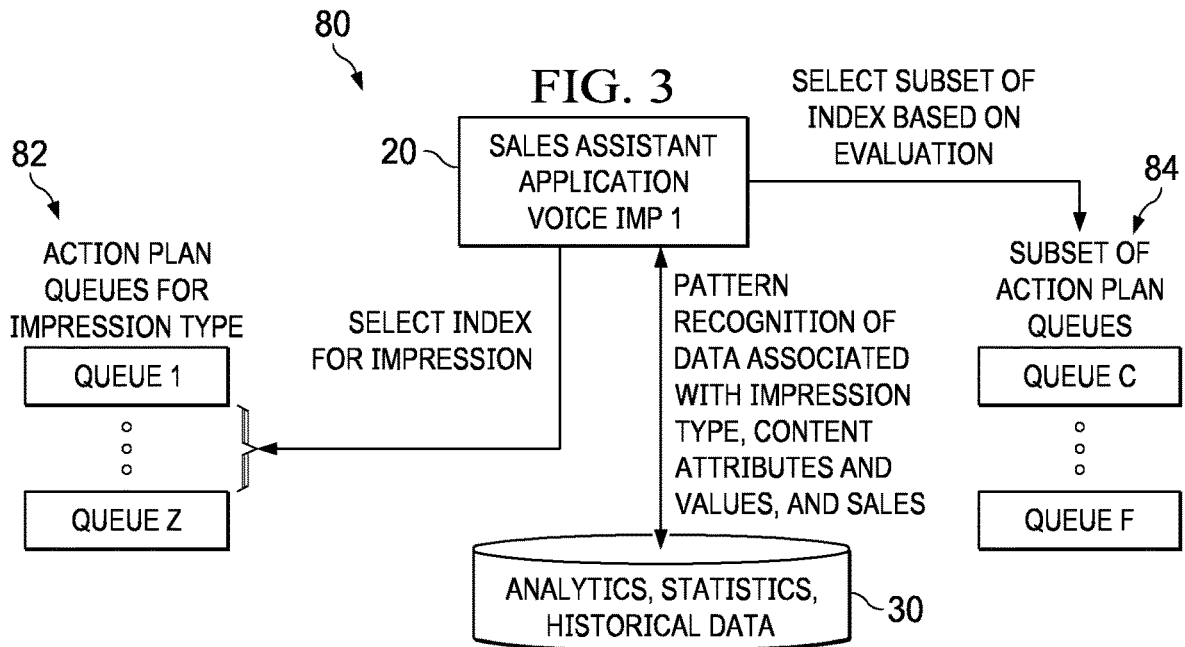 80
FIG. 3
SELECT SUBSET OF
INDEX BASED ON
EVALUATION
82
20
SALES ASSISTANT
APPLICATION
VOICE IMP 1
84
ACTION PLAN
QUEUES FOR
IMPRESSION TYPE
SUBSET OF
ACTION PLAN
QUEUES
SELECT INDEX
FOR IMPRESSION
PATTERN
RECOGNITION OF
DATA ASSOCIATED
WITH IMPRESSION
TYPE, CONTENT
ATTRIBUTES AND
VALUES, AND SALES
QUEUE 1
QUEUE Z
QUEUE C
QUEUE F
ANALYTICS, STATISTICS,
HISTORICAL DATA
30